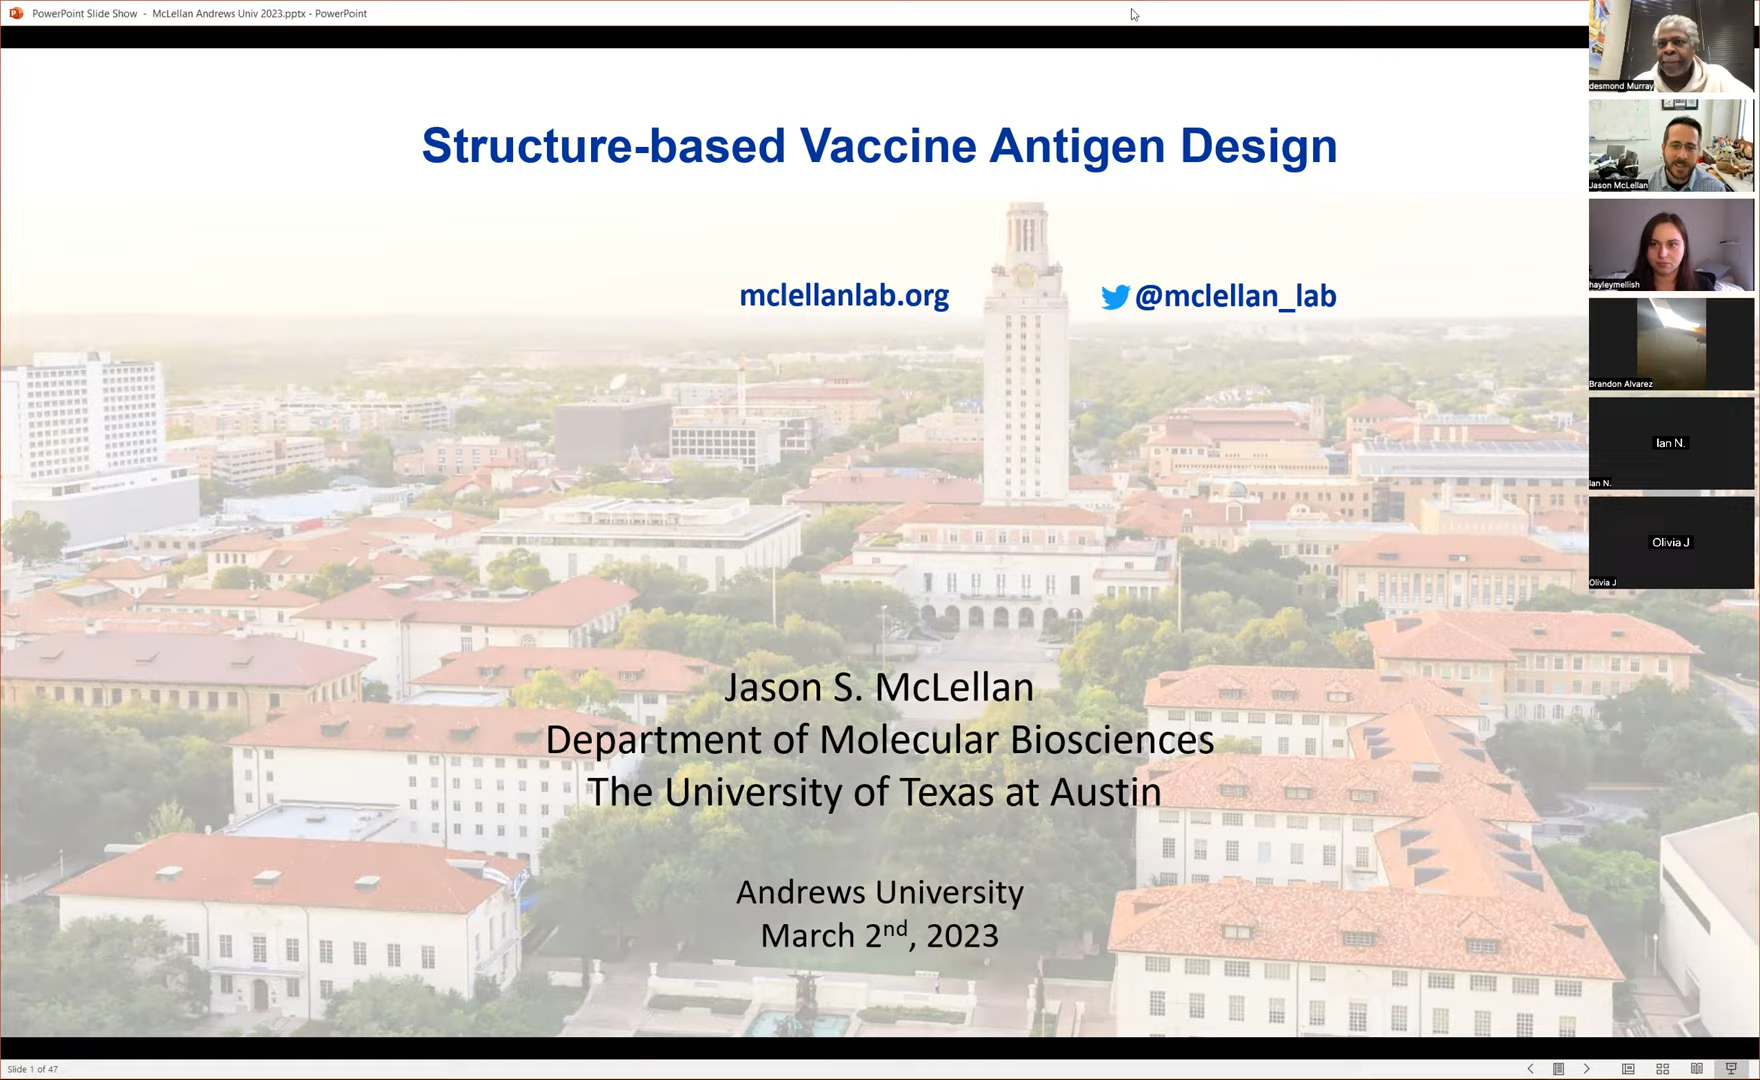 PowerPoint Slide Show - McLellan Andrews Univ 2023.pptx - PowerPoint
Structure-based Vaccine Antigen Design
mclellanlab.org
@mclellan_lab
Jason S. McLellan
Department of Molecular Biosciences
The University of Texas at Austin
Andrews University
March 2nd, 2023
desmond Murray
Jason McLellan
hayleymellish
Brandon Alvarez
Ian N.
Ian N.
Olivia J
Olivia J
Slide 1 of 47